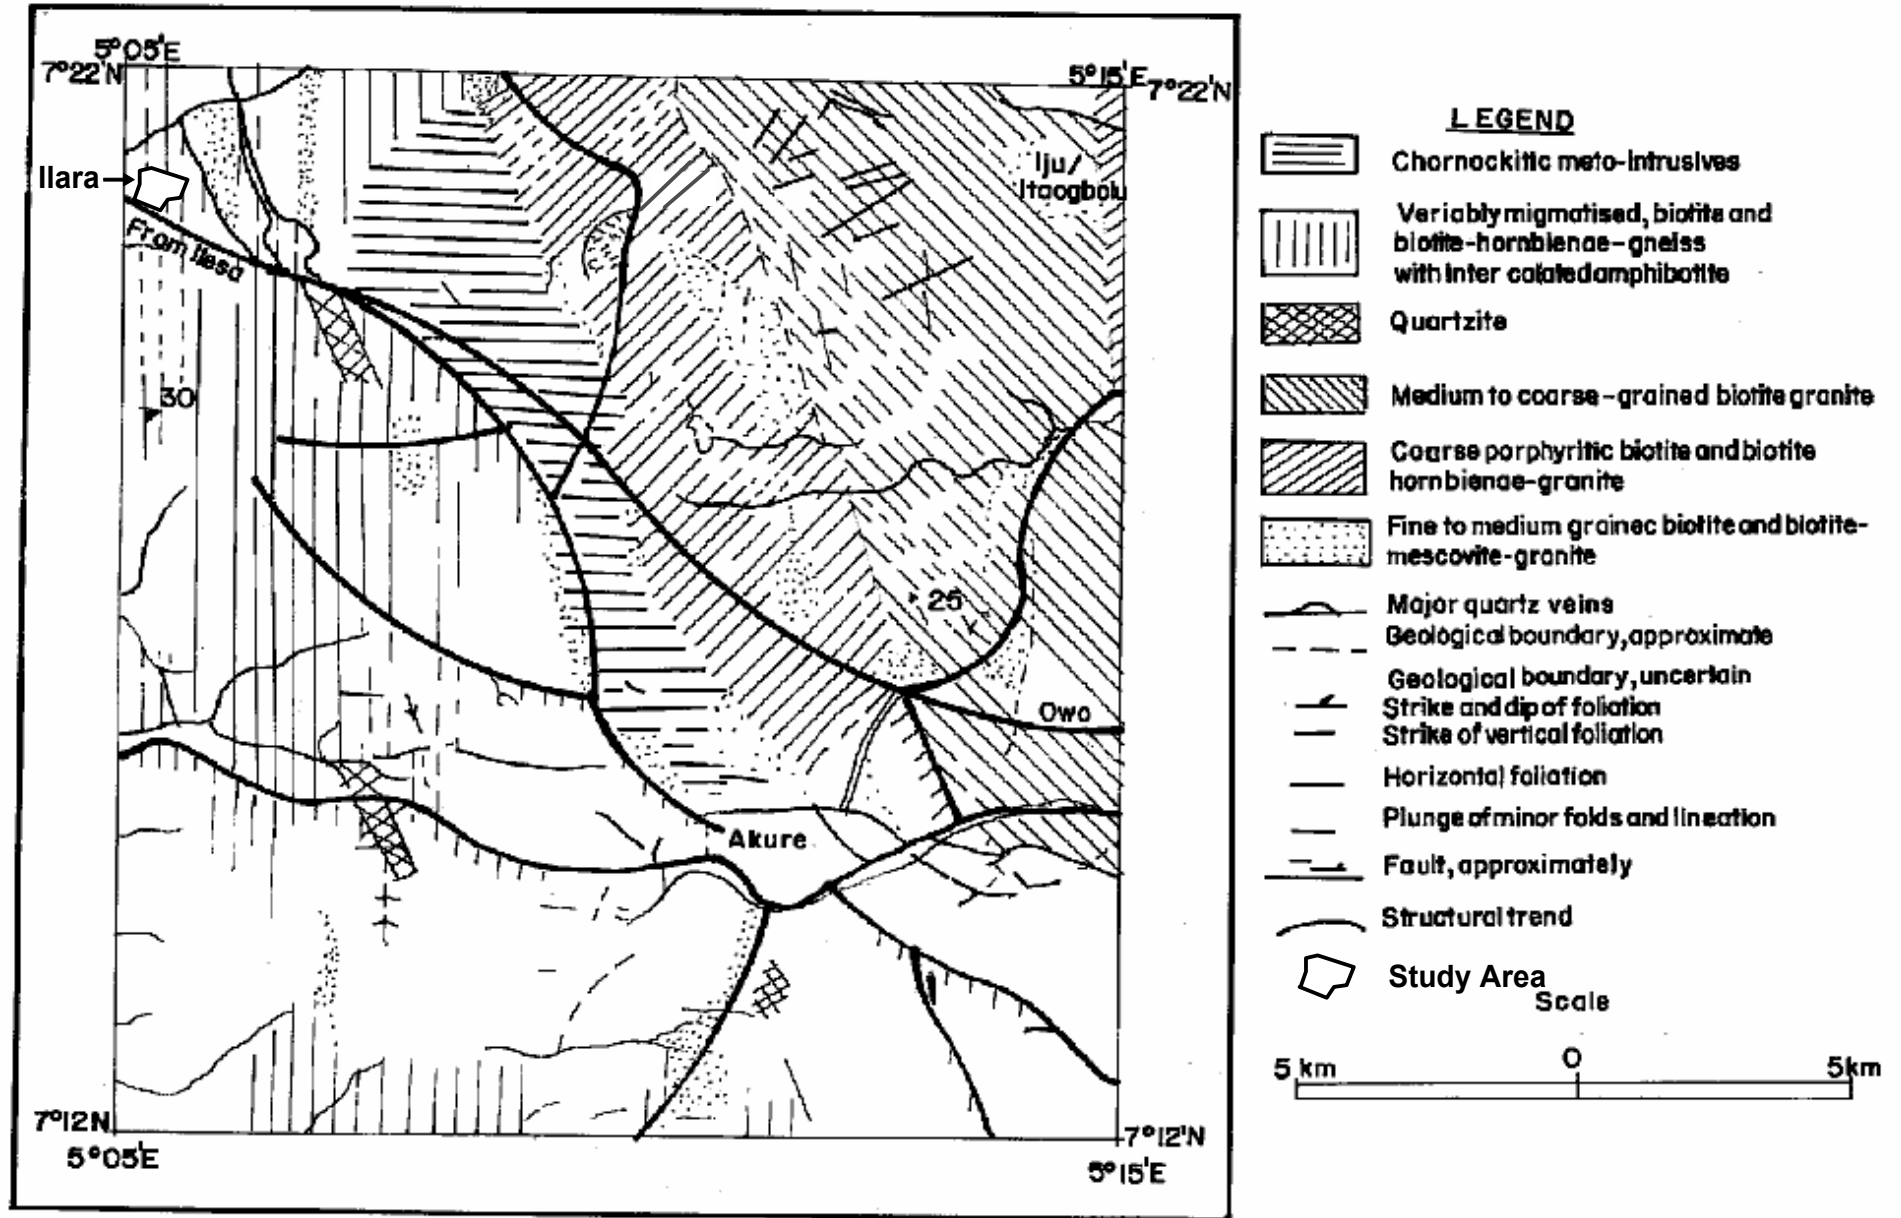 5°05'E
7°22'N
5°15'E
7°22'N
Ilara
From Ilesa
Iju/
Itaogbolu
30
25
Owo
Akure
7°12N
5°05'E
7°12'N
5°15'E
LEGEND
Chornockitic meto-intrusives
Veriably migmatised, biotite and
biotite-hornbienae-gneiss
with Inter calated amphibotite
Quartzite
Medium to coarse-grained biotite granite
Coarse porphyritic biotite and biotite
hornbienae-granite
Fine to medium grainec biotite and biotite-
mescovite-granite
Major quartz veins
Geological boundary, approximate
Geological boundary, uncertain
Strike and dip of foliation
Strike of vertical foliation
Horizontal foliation
Plunge of minor folds and lineation
Fault, approximately
Structural trend
Study Area
Scale
5 km
0
5km